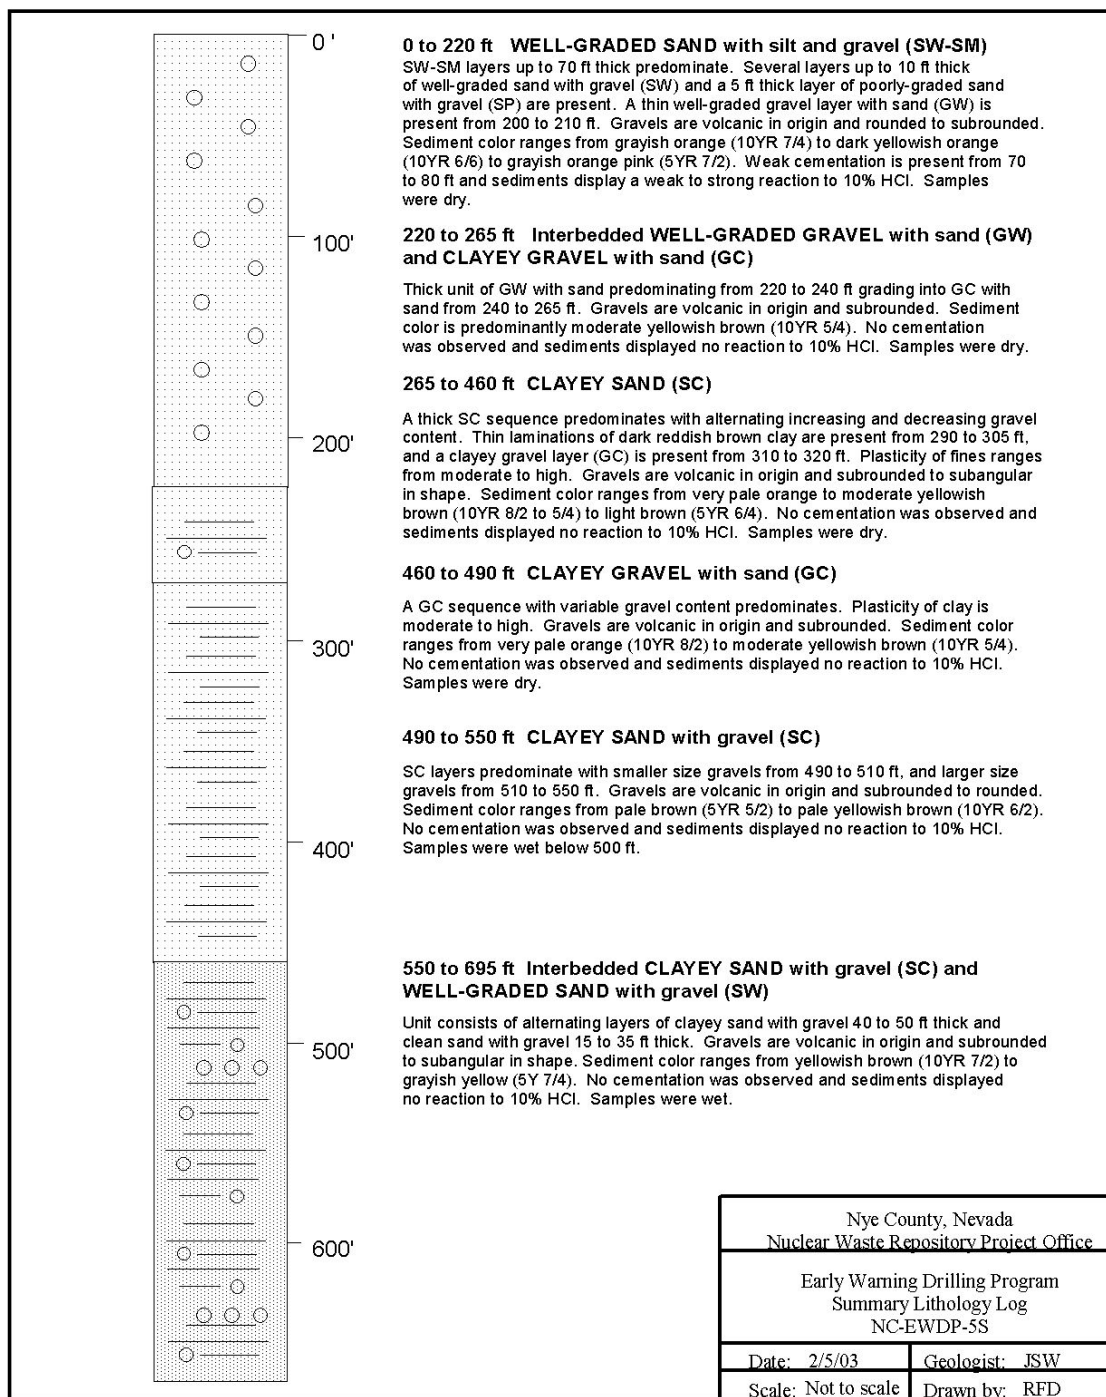 0 '
100'
200'
300'
400'
500'
600'
0 to 220 ft WELL-GRADED SAND with silt and gravel (SW-SM)
SW-SM layers up to 70 ft thick predominate. Several layers up to 10 ft thick
of well-graded sand with gravel (SW) and a 5 ft thick layer of poorly-graded sand
with gravel (SP) are present. A thin well-graded gravel layer with sand (GW) is
present from 200 to 210 ft. Gravels are volcanic in origin and rounded to subrounded.
Sediment color ranges from grayish orange (10YR 7/4) to dark yellowish orange
(10YR 6/6) to grayish orange pink (5YR 7/2). Weak cementation is present from 70
to 80 ft and sediments display a weak to strong reaction to 10% HCl. Samples
were dry.
220 to 265 ft Interbedded WELL-GRADED GRAVEL with sand (GW)
and CLAYEY GRAVEL with sand (GC)
Thick unit of GW with sand predominating from 220 to 240 ft grading into GC with
sand from 240 to 265 ft. Gravels are volcanic in origin and subrounded. Sediment
color is predominantly moderate yellowish brown (10YR 5/4). No cementation
was observed and sediments displayed no reaction to 10% HCl. Samples were dry.
265 to 460 ft CLAYEY SAND (SC)
A thick SC sequence predominates with alternating increasing and decreasing gravel
content. Thin laminations of dark reddish brown clay are present from 290 to 305 ft,
and a clayey gravel layer (GC) is present from 310 to 320 ft. Plasticity of fines ranges
from moderate to high. Gravels are volcanic in origin and subrounded to subangular
in shape. Sediment color ranges from very pale orange to moderate yellowish
brown (10YR 8/2 to 5/4) to light brown (5YR 6/4). No cementation was observed and
sediments displayed no reaction to 10% HCl. Samples were dry.
460 to 490 ft CLAYEY GRAVEL with sand (GC)
A GC sequence with variable gravel content predominates. Plasticity of clay is
moderate to high. Gravels are volcanic in origin and subrounded. Sediment color
ranges from very pale orange (10YR 8/2) to moderate yellowish brown (10YR 5/4).
No cementation was observed and sediments displayed no reaction to 10% HCl.
Samples were dry.
490 to 550 ft CLAYEY SAND with gravel (SC)
SC layers predominate with smaller size gravels from 490 to 510 ft, and larger size
gravels from 510 to 550 ft. Gravels are volcanic in origin and subrounded to rounded.
Sediment color ranges from pale brown (5YR 5/2) to pale yellowish brown (10YR 6/2).
No cementation was observed and sediments displayed no reaction to 10% HCl.
Samples were wet below 500 ft.
550 to 695 ft Interbedded CLAYEY SAND with gravel (SC) and
WELL-GRADED SAND with gravel (SW)
Unit consists of alternating layers of clayey sand with gravel 40 to 50 ft thick and
clean sand with gravel 15 to 35 ft thick. Gravels are volcanic in origin and subrounded
to subangular in shape. Sediment color ranges from yellowish brown (10YR 7/2) to
grayish yellow (5Y 7/4). No cementation was observed and sediments displayed
no reaction to 10% HCl. Samples were wet.
Nye County, Nevada
Nuclear Waste Repository Project Office
Early Warning Drilling Program
Summary Lithology Log
NC-EWDP-5S
Date: 2/5/03 Geologist: JSW
Scale: Not to scale Drawn by: RFD